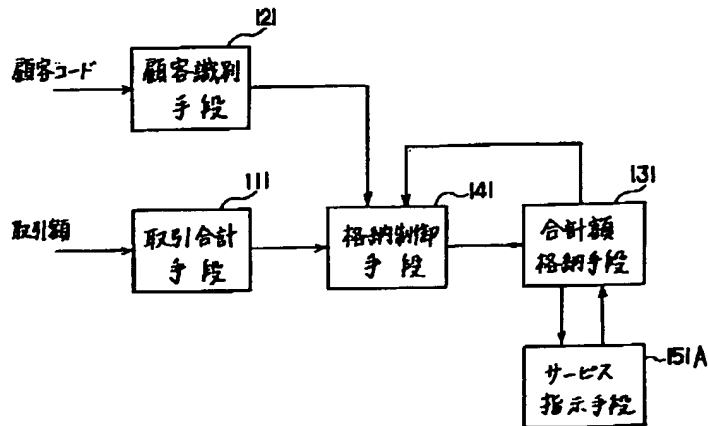 121
顧客コード
顧客識別
手段
111
141
131
取引額
取引合計
手段
格納制御
手段
合計額
格納手段
151A
サービス
指示手段